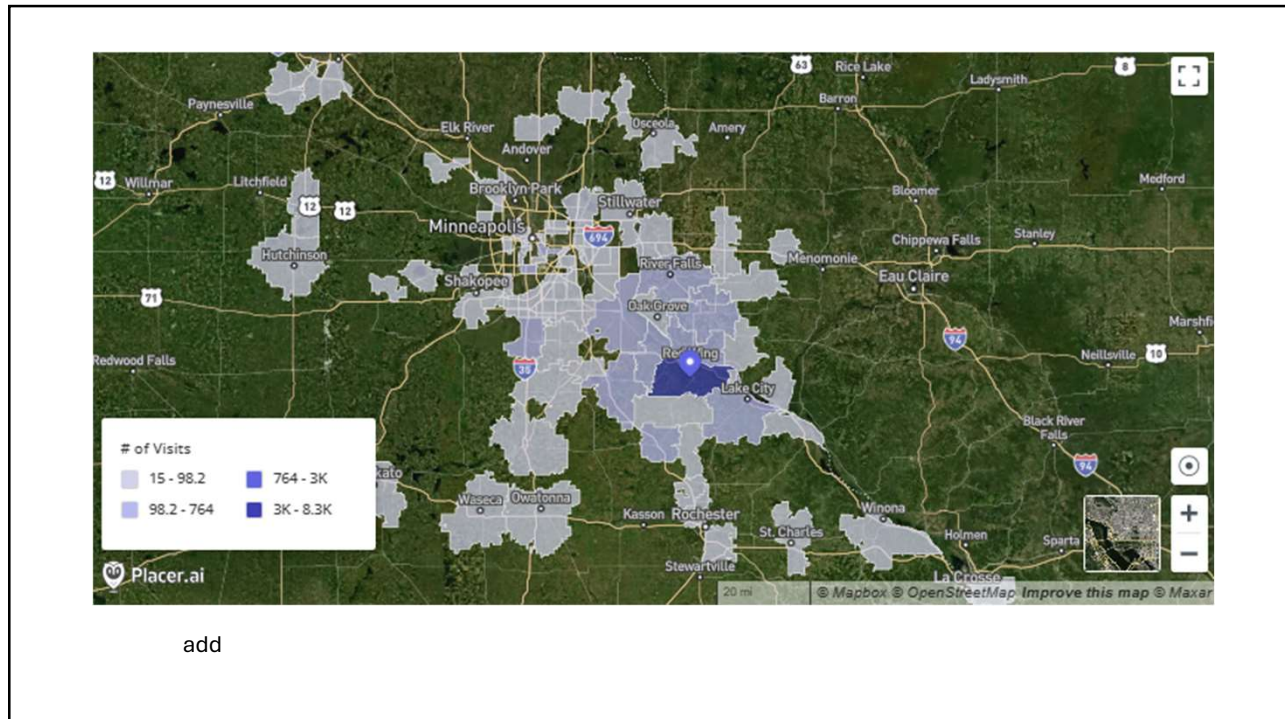 63
Rice Lake
8
Ladysmith
Paynesville
Barron
Elk River
Osceola
Amery
Andover
12
Willmar
Litchfield
Brooklyn Park
Bloomer
Medford
12
12
Stillwater
Minneapolis
694
Stanley
Chippewa Falls
Hutchinson
River Falls
Menomonie
Eau Claire
Shakopee
71
Oak Grove
Marshfi
94
Neillsville
10
Redwood Falls
Red Wing
35
Lake City
Black River
Falls
# of Visits
15 - 98.2
764 - 3K
98.2 - 764
3K - 8.3K
kato
94
Waseca
Owatonna
Kasson
Rochester
Winona
St. Charles
Holmen
Sparta
Stewartville
La Crosse
Placer.ai
20 mi
© Mapbox © OpenStreetMap Improve this map © Maxar
add